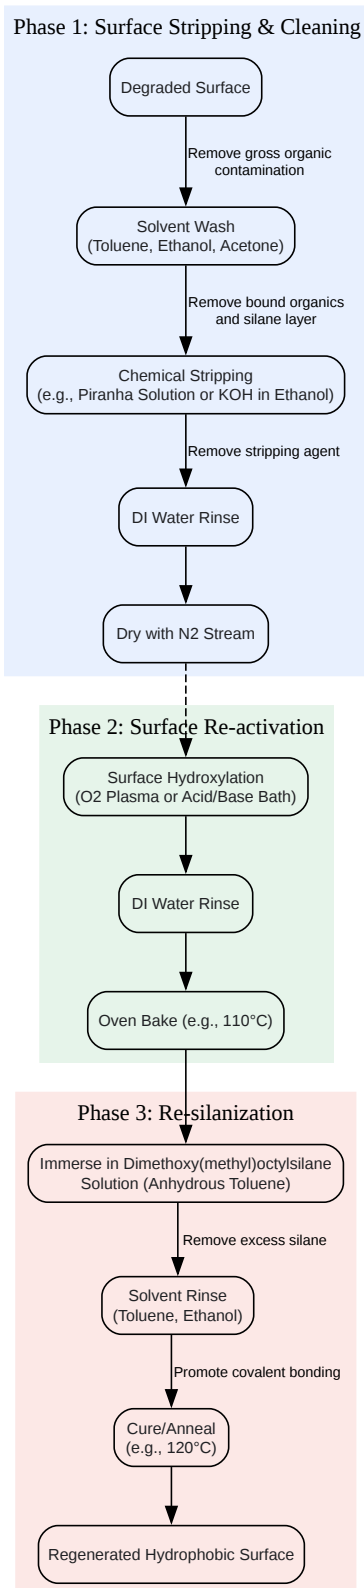 Phase 1: Surface Stripping & Cleaning
Degraded Surface
Remove gross organic
contamination
Solvent Wash
(Toluene, Ethanol, Acetone)
Remove bound organics
and silane layer
Chemical Stripping
(e.g., Piranha Solution or KOH in Ethanol)
Remove stripping agent
DI Water Rinse
Dry with N2 Stream
Phase 2: Surface Re-activation
Surface Hydroxylation
(O2 Plasma or Acid/Base Bath)
DI Water Rinse
Oven Bake (e.g., 110°C)
Phase 3: Re-silanization
Immerse in Dimethoxy(methyl)octylsilane
Solution (Anhydrous Toluene)
Remove excess silane
Solvent Rinse
(Toluene, Ethanol)
Promote covalent bonding
Cure/Anneal
(e.g., 120°C)
Regenerated Hydrophobic Surface